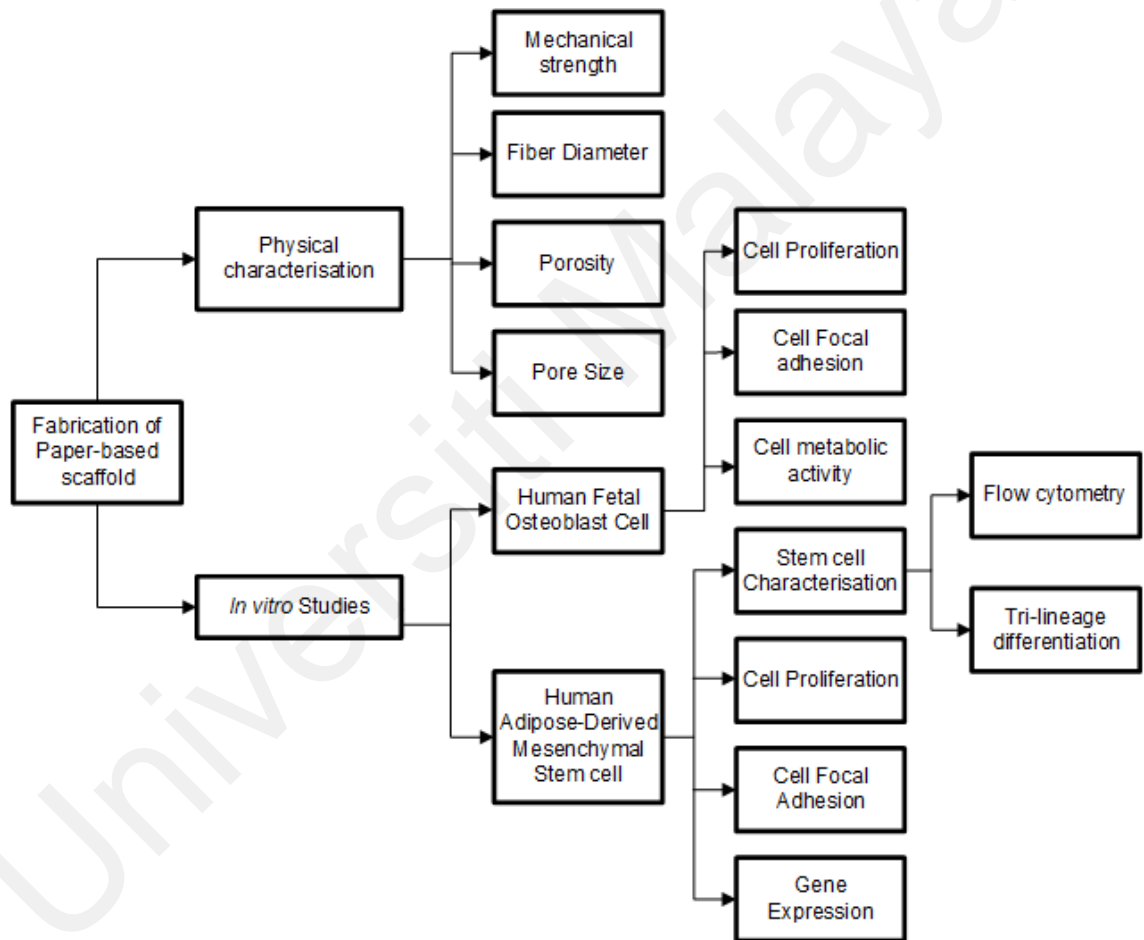 Mechanical
strength
Fiber Diameter
Physical
characterisation
Porosity
Pore Size
Cell Proliferation
Cell Focal
adhesion
Cell metabolic
activity
Fabrication of
Paper-based
scaffold
Human Fetal
Osteoblast Cell
In vitro Studies
Human
Adipose-Derived
Mesenchymal
Stem cell
Stem cell
Characterisation
Flow cytometry
Tri-lineage
differentiation
Cell Proliferation
Cell Focal
Adhesion
Gene
Expression
Universiti Malaya